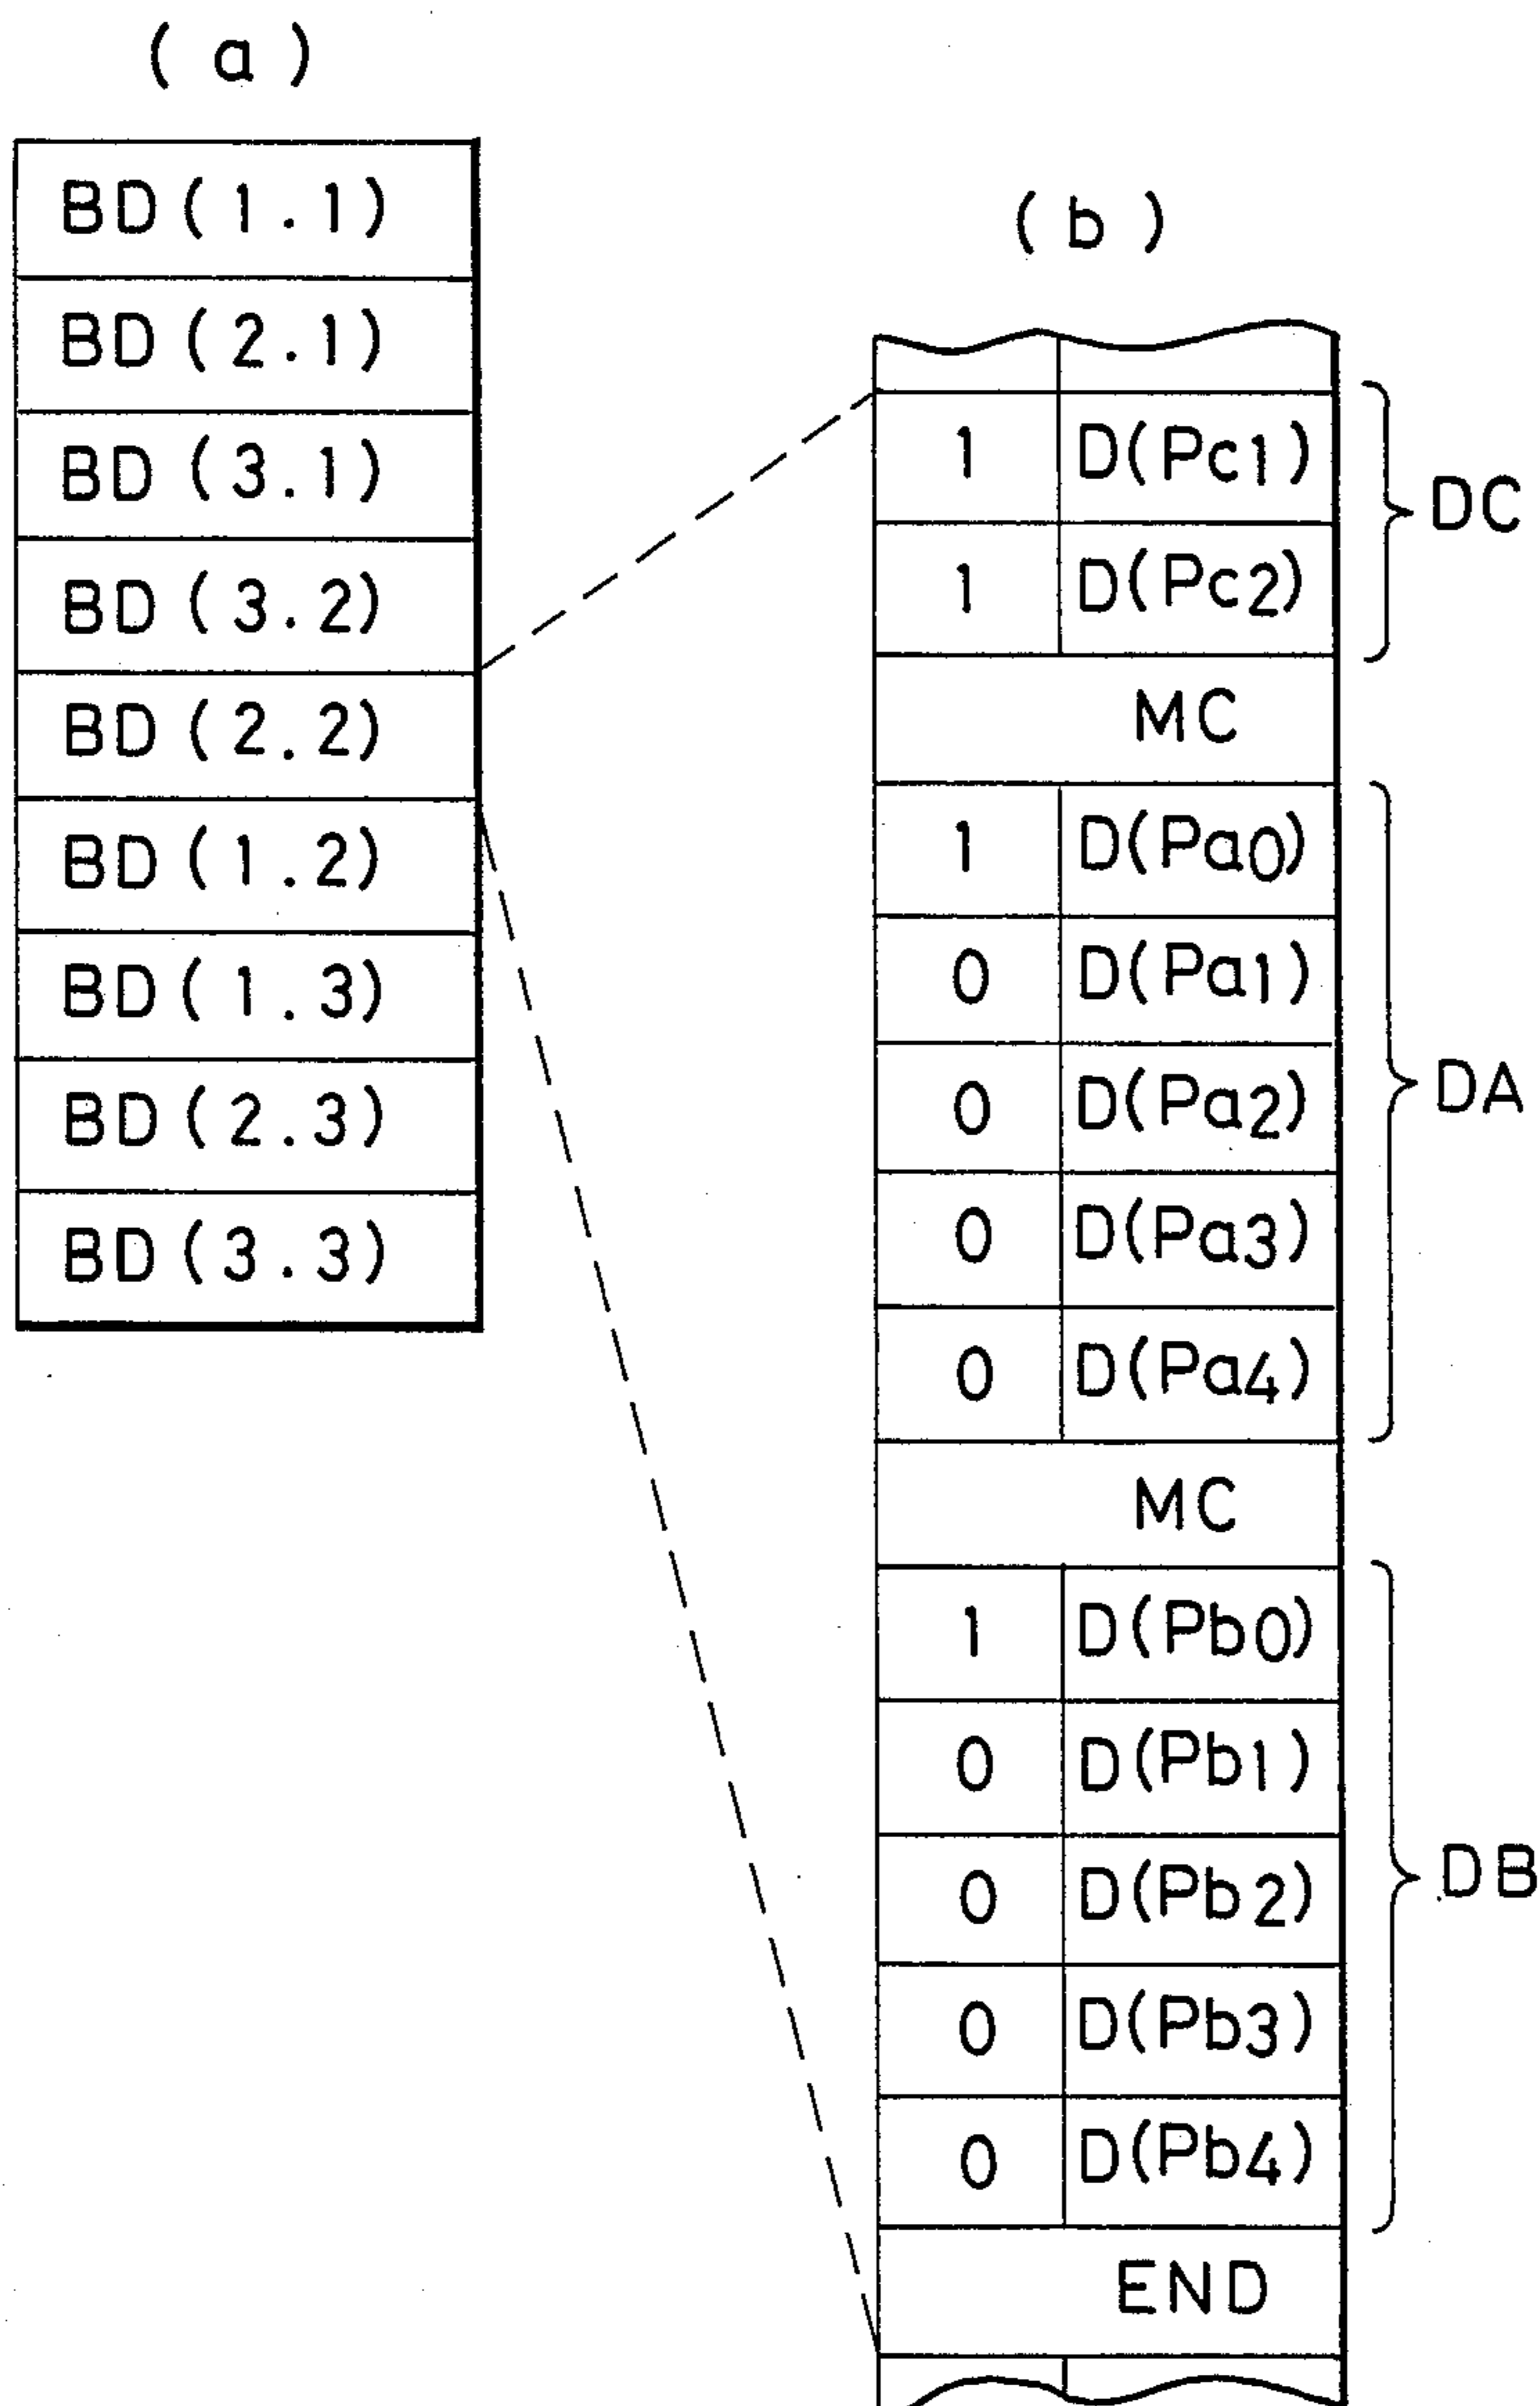 (a)
BD(1.1)
BD(2.1)
BD(3.1)
BD(3.2)
BD(2.2)
BD(1.2)
BD(1.3)
BD(2.3)
BD(3.3)
(b)
1 D(Pc1)
1 D(Pc2)
DC
MC
1 D(Pa0)
0 D(Pa1)
0 D(Pa2)
0 D(Pa3)
0 D(Pa4)
DA
MC
1 D(Pb0)
0 D(Pb1)
0 D(Pb2)
0 D(Pb3)
0 D(Pb4)
DB
END